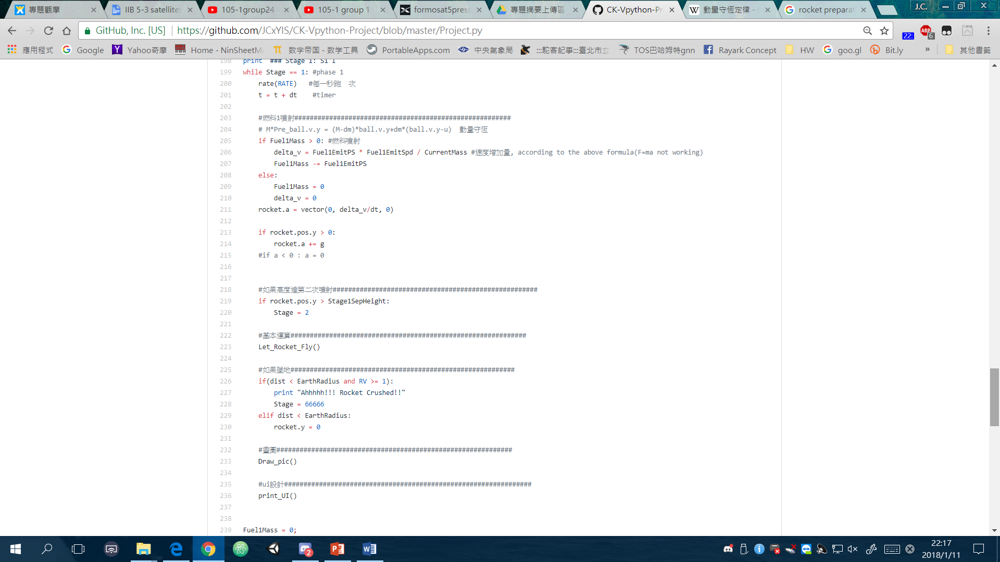 專題觀摩
IIB 5-3 satellites
105-1group24 -
105-1 group 1 -
formosat5press
專題摘要上傳區
CK-Vpython-Pr
動量守恆定律 -
rocket preparat
J.C.
GitHub, Inc. [US]
https://github.com/JCxYIS/CK-Vpython-Project/blob/master/Project.py
22:
ABP
6
應用程式
Google
Yahoo奇摩
Home - NinSheetMu
数字帝国 - 数学工具
PortableApps.com
中央氣象局
:::駝客記事:::臺北市立
TOS巴哈姆特gnn
Rayark Concept
HW
goo.gl
Bit.ly
»
其他書籤
198 print ### Stage 1: S1 I
199 while Stage == 1: #phase 1
200 rate(RATE) #每一秒跑 次
201 t = t + dt #timer
202
203 #燃料1噴射########################################################
204 # M*Pre_ball.v.y = (M-dm)*ball.v.y+dm*(ball.v.y-u) 動量守恆
205 if Fuel1Mass > 0: #燃料噴射
206 delta_v = Fuel1EmitPS * Fuel1EmitSpd / CurrentMass #速度增加量, according to the above formula(F=ma not working)
207 Fuel1Mass -= Fuel1EmitPS
208 else:
209 Fuel1Mass = 0
210 delta_v = 0
211 rocket.a = vector(0, delta_v/dt, 0)
212
213 if rocket.pos.y > 0:
214 rocket.a += g
215 #if a < 0 : a = 0
216
217
218 #如果高度達第二次噴射#####################################################
219 if rocket.pos.y > Stage1SepHeight:
220 Stage = 2
221
222 #基本運算#############################################################
223 Let_Rocket_Fly()
224
225 #如果墜地##########################################################
226 if(dist < EarthRadius and RV >= 1):
227 print "Ahhhhh!!! Rocket Crushed!!"
228 Stage = 66666
229 elif dist < EarthRadius:
230 rocket.y = 0
231
232 #畫圖#############################################################
233 Draw_pic()
234
235 #ui設計################################################################
236 print_UI()
237
238
239 Fuel1Mass = 0;
2
22:17
2018/1/11